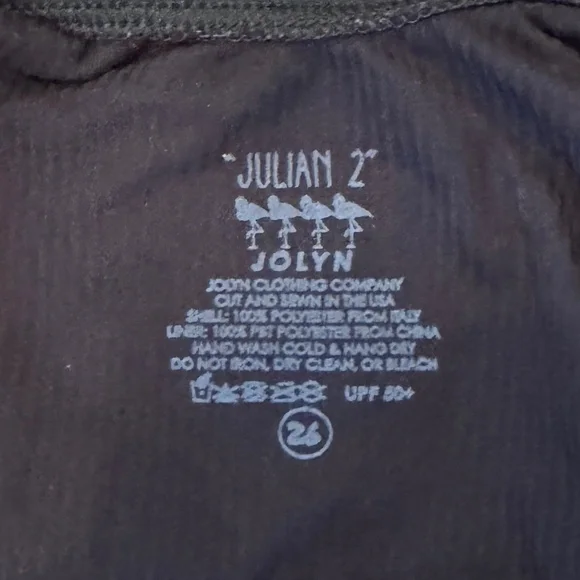 "JULIAN 2"
JOLYN
JOLYN CLOTHING COMPANY
CUT AND SEWN IN THE USA
SHELL: 100% POLYESTER FROM ITALY
LINER: 100% PBT POLYESTER FROM CHINA
HAND WASH COLD & HANG DRY
DO NOT IRON, DRY CLEAN, OR BLEACH
UPF 50+
26